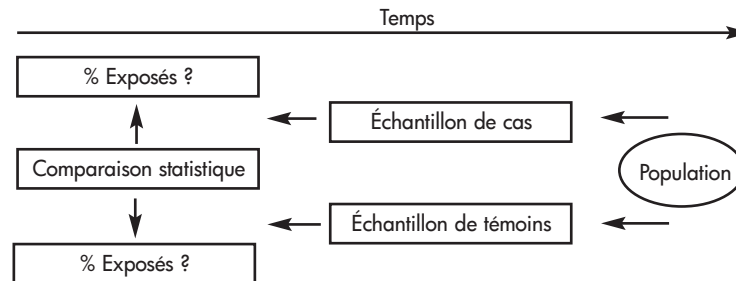 Temps
% Exposés ?
Échantillon de cas
Comparaison statistique
Population
Échantillon de témoins
% Exposés ?